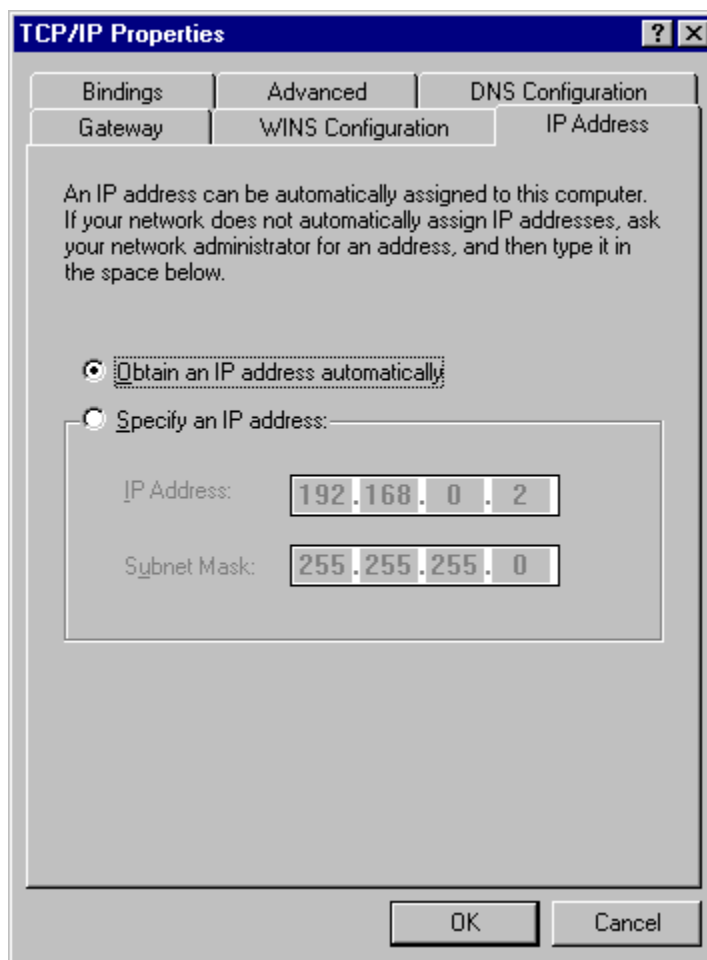 TCP/IP Properties
Bindings
Advanced
DNS Configuration
Gateway
WINS Configuration
IP Address
An IP address can be automatically assigned to this computer.
If your network does not automatically assign IP addresses, ask
your network administrator for an address, and then type it in
the space below.
Obtain an IP address automatically
Specify an IP address:
IP Address: 192.168.0.2
Subnet Mask: 255.255.255.0
OK
Cancel